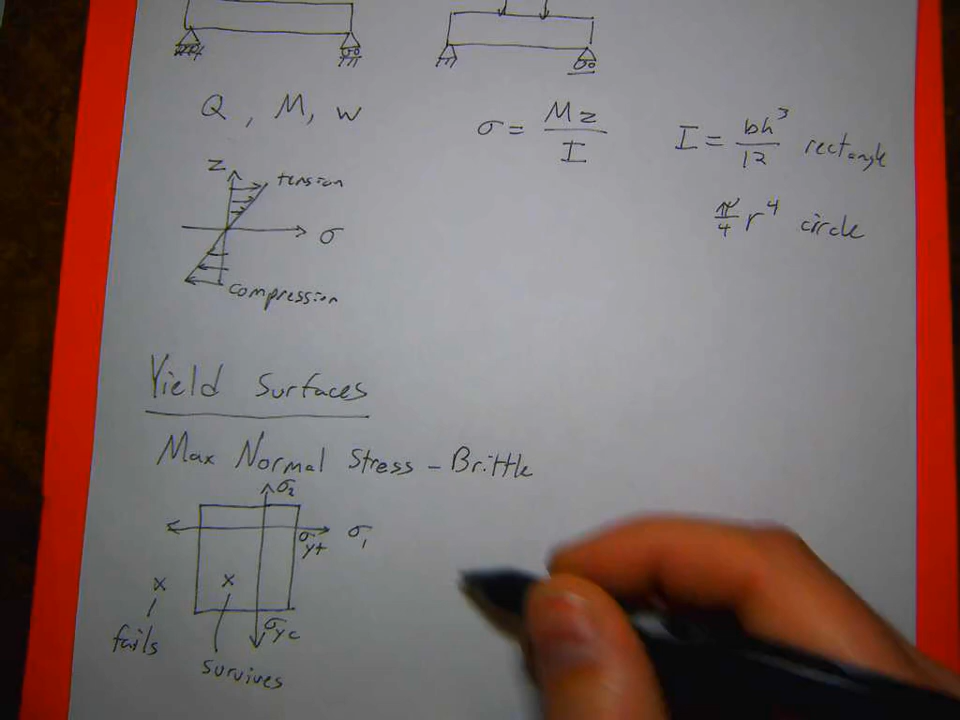 Q, M, w
σ = Mz/I
I = bh³/12 rectangle
π/4 r⁴ circle
z
tension
σ
compression
Yield Surfaces
Max Normal Stress - Brittle
σ₂
σ₁
σyt
x
x
fails
σyc
survives